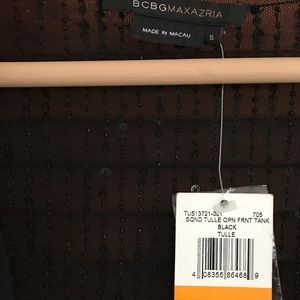 BCBGMAXAZRIA
MADE IN MACAU
S
TUS13721-001 705
SQND TULLE OPN FRNT TANK
BLACK
TULLE
4 08355 86468 9